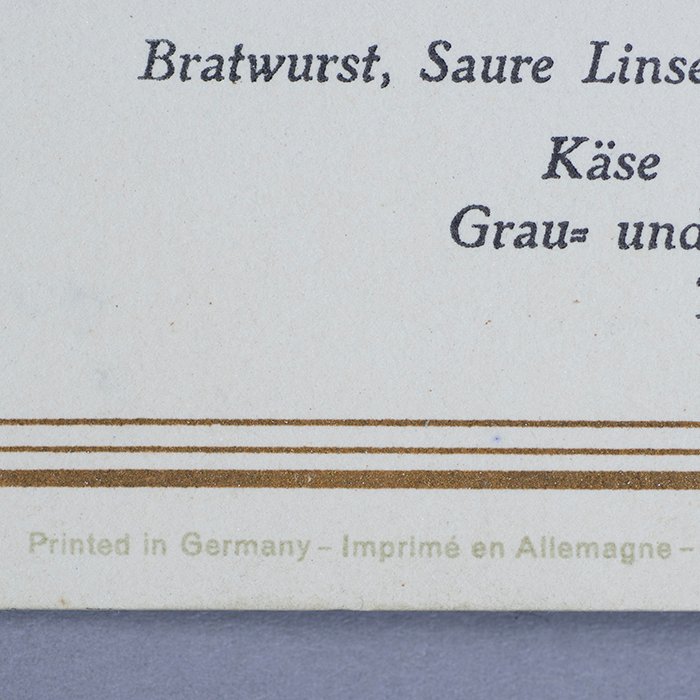 Bratwurst, Saure Linse
Käse
Grau= und
Printed in Germany – Imprimé en Allemagne –